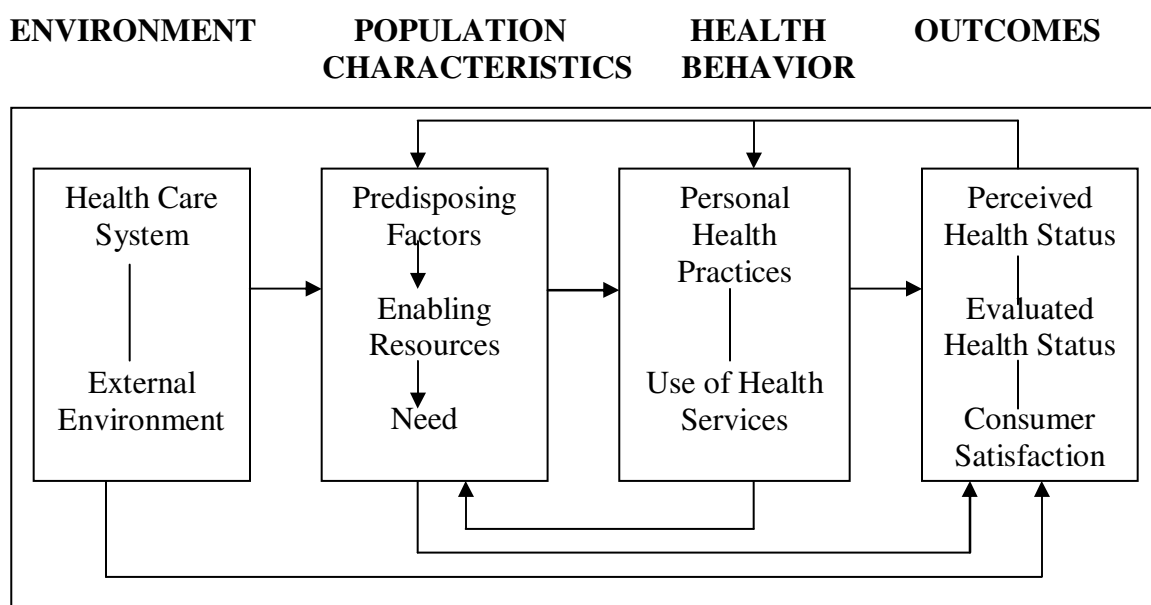 ENVIRONMENT
POPULATION
CHARACTERISTICS
HEALTH
BEHAVIOR
OUTCOMES
Health Care
System
External
Environment
Predisposing
Factors
Enabling
Resources
Need
Personal
Health
Practices
Use of Health
Services
Perceived
Health Status
Evaluated
Health Status
Consumer
Satisfaction